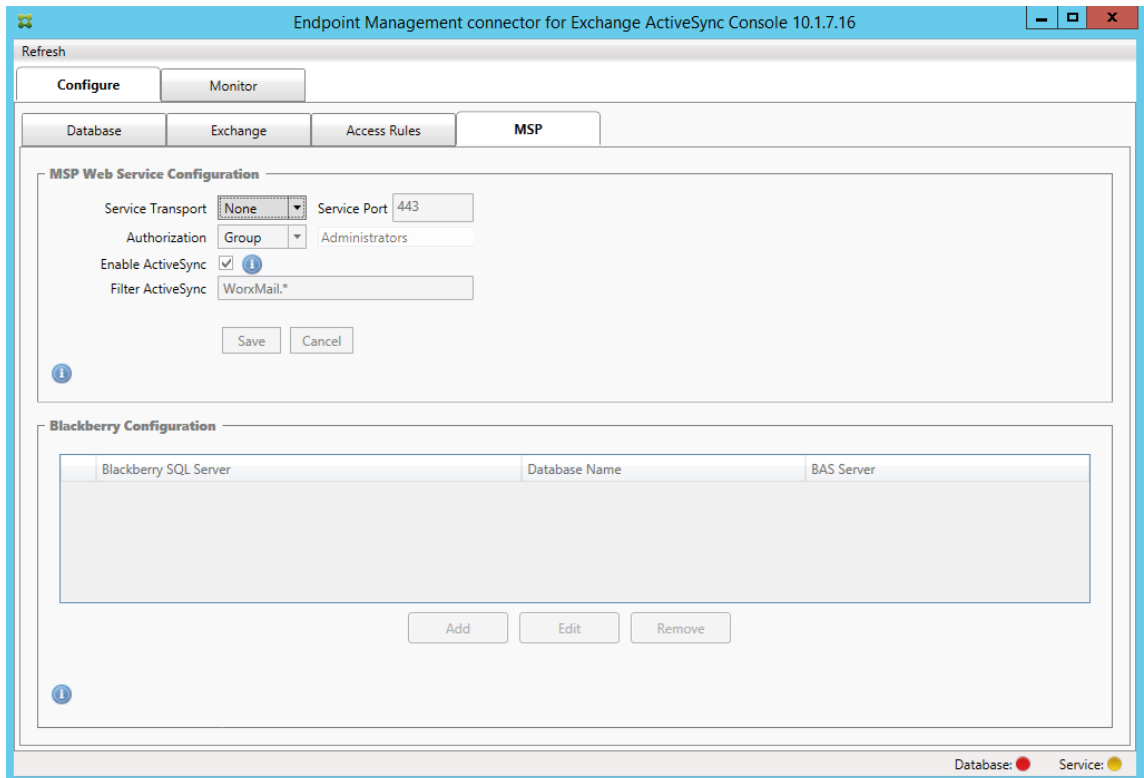 Endpoint Management connector for Exchange ActiveSync Console 10.1.7.16
Refresh
Configure Monitor
Database Exchange Access Rules MSP
MSP Web Service Configuration
Service Transport None Service Port 443
Authorization Group Administrators
Enable ActiveSync
Filter ActiveSync WorxMail.*
Save Cancel
Blackberry Configuration
Blackberry SQL Server Database Name BAS Server
Add Edit Remove
Database: Service: